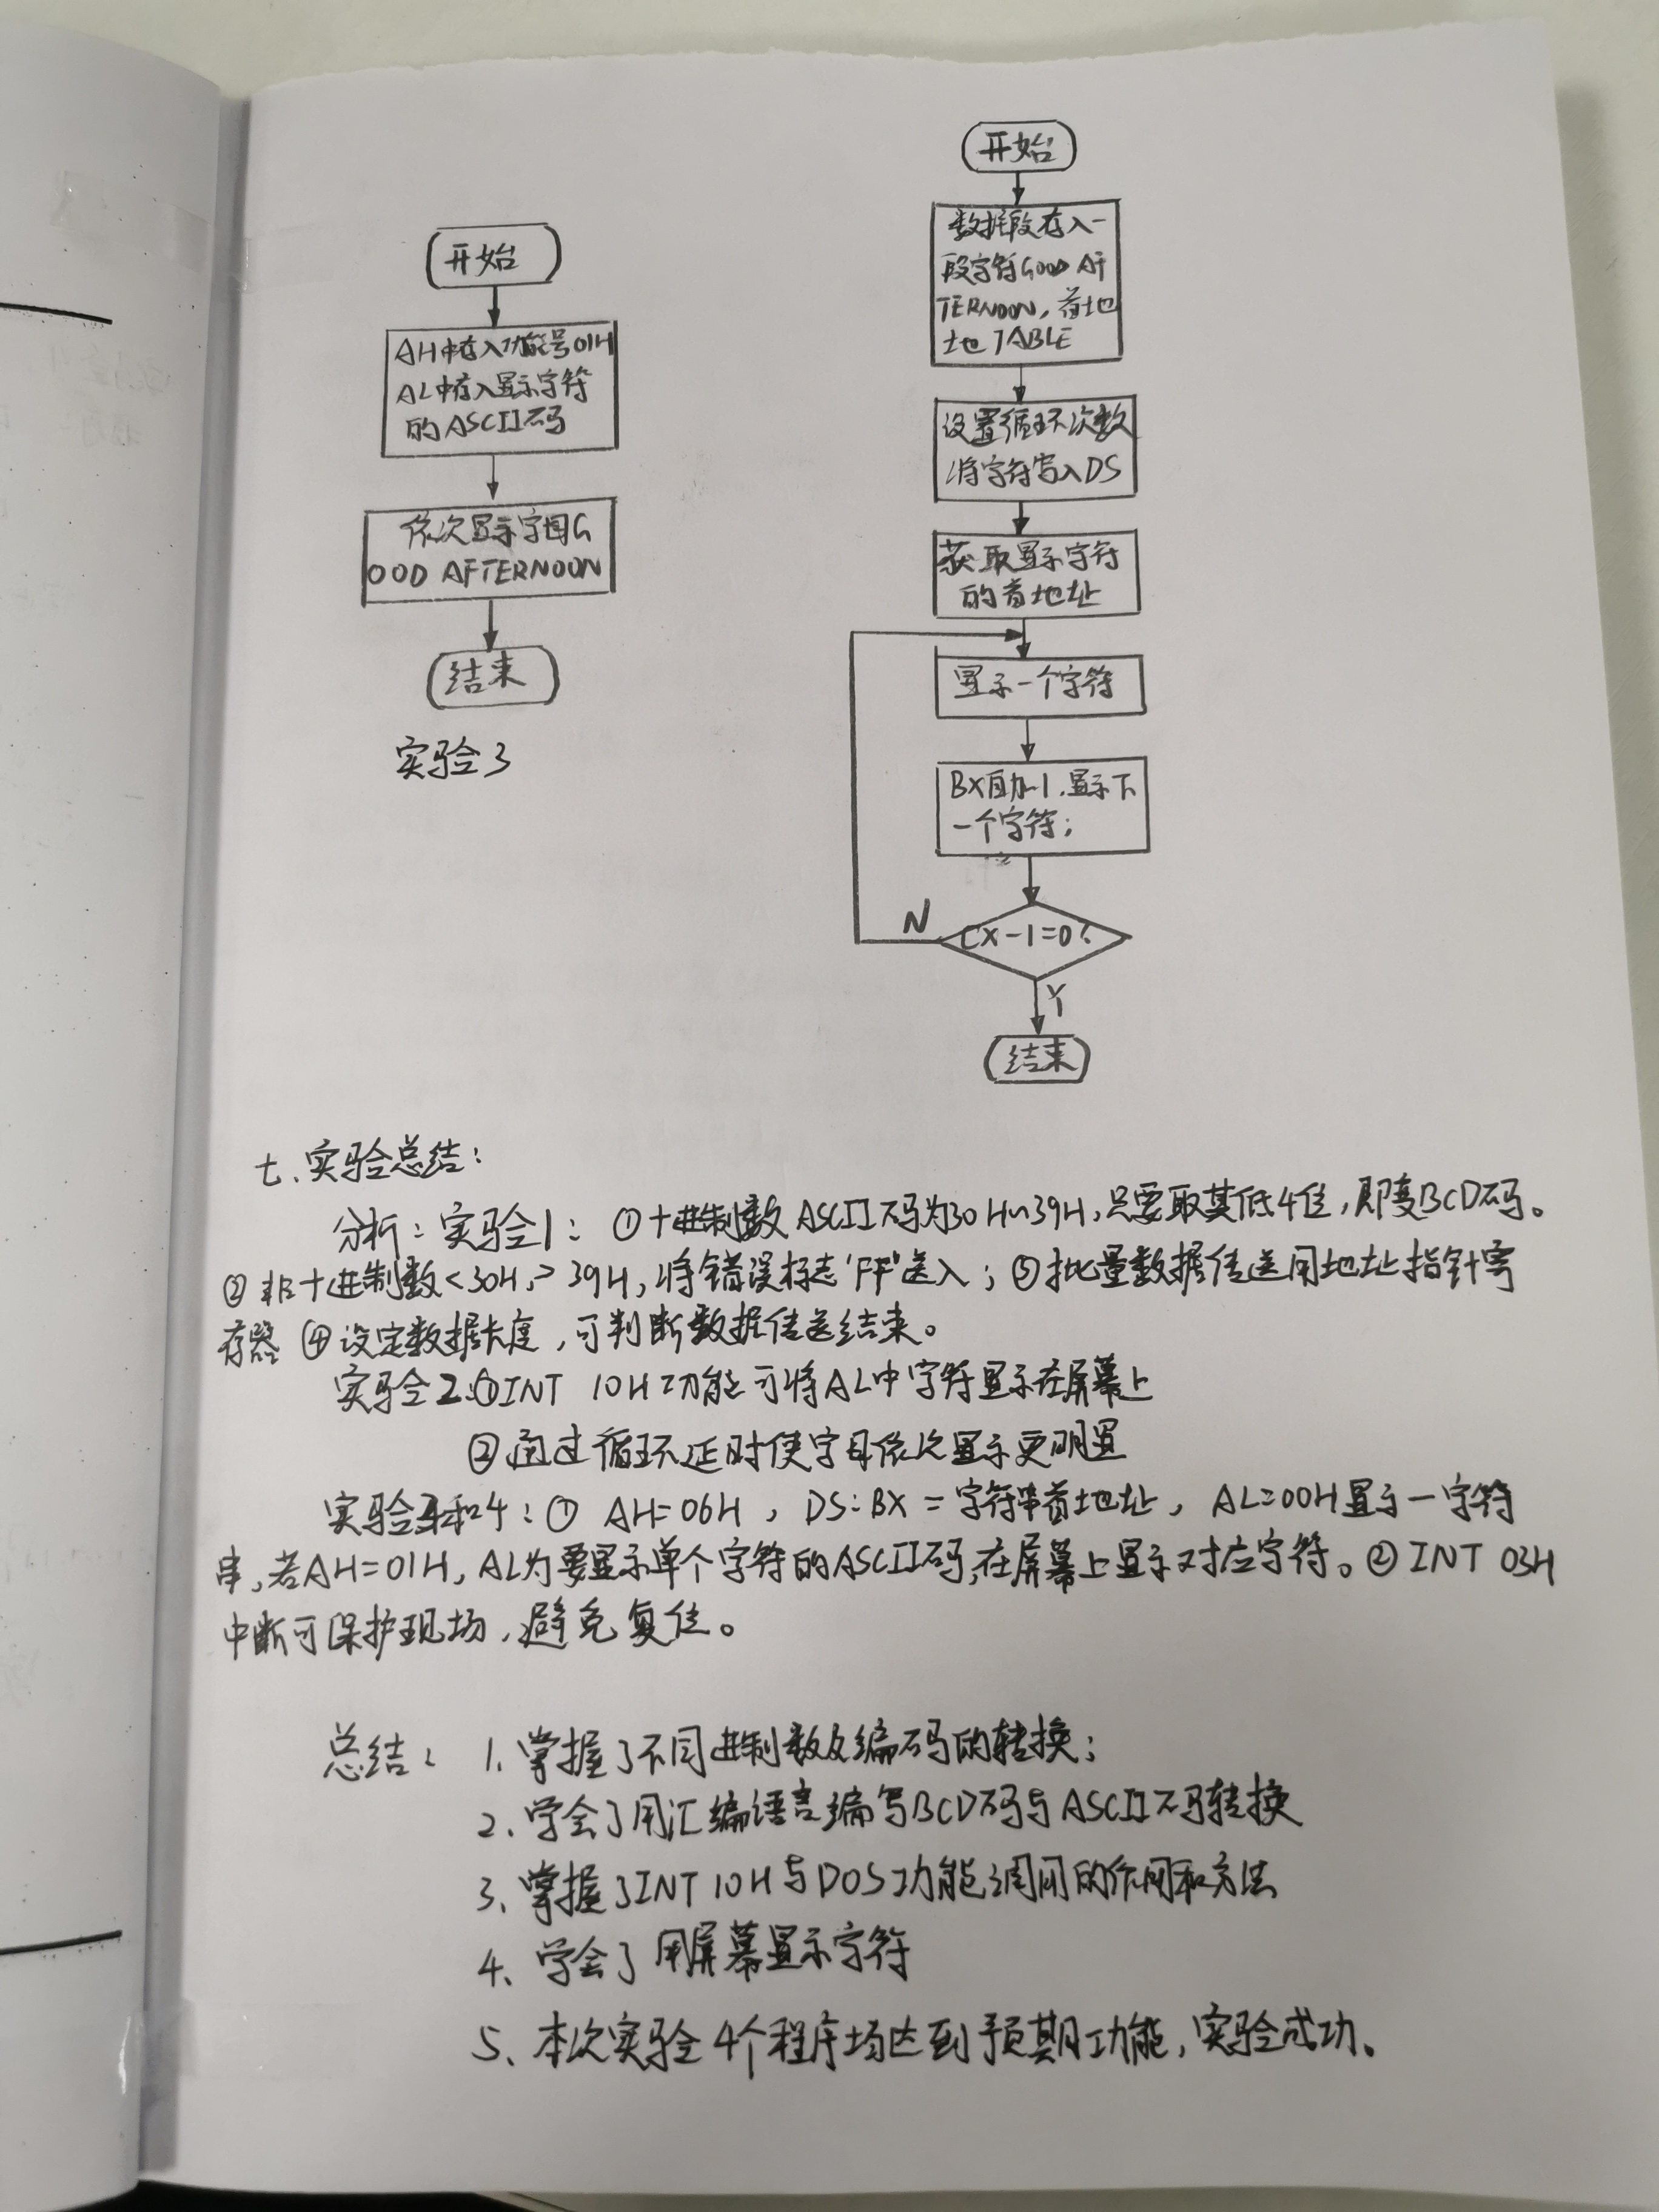 开始
AH中存入功能号01H
AL中存入显示字符
的ASCII码
依次显示字母G
OOD AFTERNOON
结束
实验3
开始
数据段存入一
段字符GOOD AF
TERNOON,首地
址TABLE
设置循环次数
将字符写入DS
获取显示字符
的首地址
显示一个字符
BX自加1,显示下
一个字符;
CX-1=0?
N
Y
结束
七、实验总结:
分析:实验1: ①十进制数ASCII码为30H~39H,只要取其低4位,即变BCD码。
②非十进制数<30H,>39H,将错误标志'FF'送入;③批量数据传送用地址指针寄
存器 ④设定数据长度,可判断数据传送结束。
实验2:①INT 10H功能可将AL中字符显示在屏幕上
②通过循环延时使字母依次显示更明显
实验3和4:① AH=06H, DS:BX=字符串首地址, AL=00H显示一字符
串,若AH=01H,AL为要显示单个字符的ASCII码,在屏幕上显示对应字符。②INT 03H
中断可保护现场,避免复位。
总结: 1.掌握了不同进制数及编码的转换;
2、学会了用汇编语言编写BCD码与ASCII码转换
3、掌握了INT 10H与DOS功能调用的作用和方法
4、学会了用屏幕显示字符
5、本次实验4个程序均达到预期功能,实验成功。